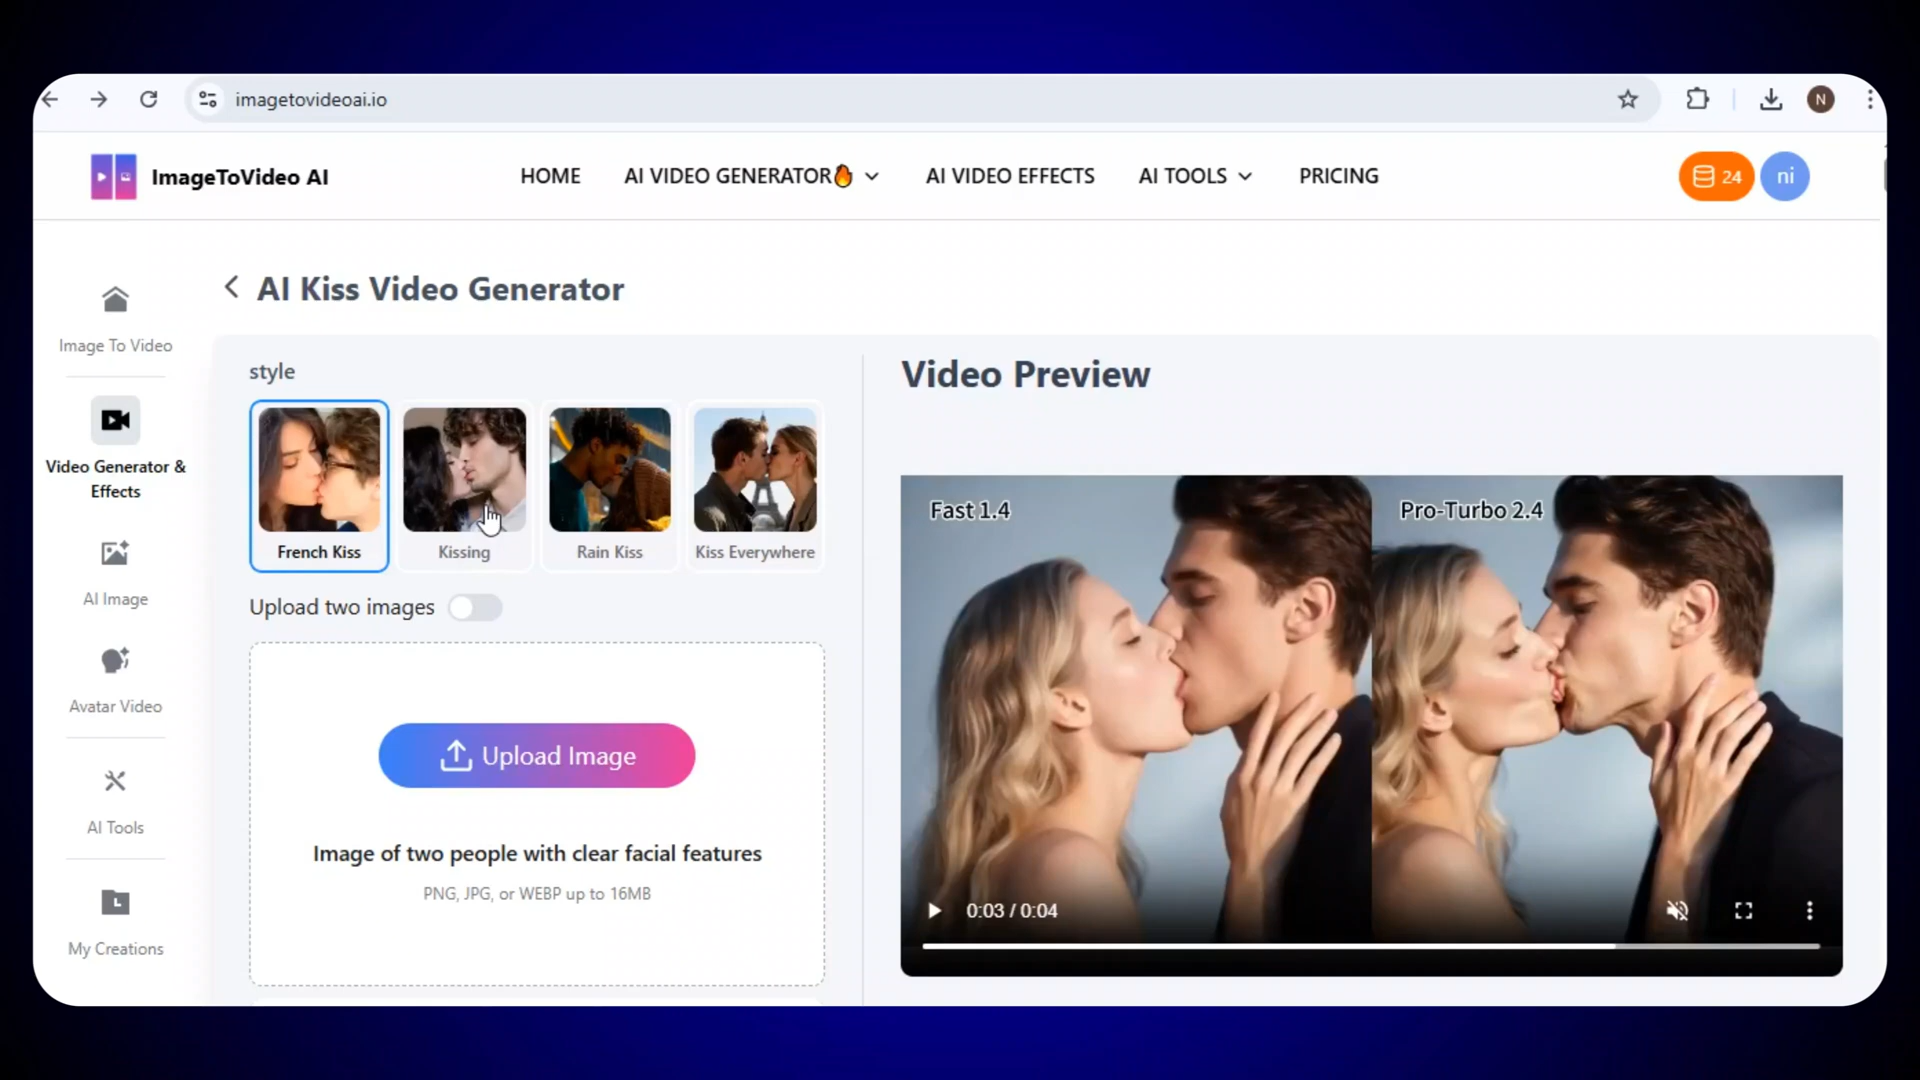 imagetovideoai.io
N
ImageToVideo AI
HOME
AI VIDEO GENERATOR🔥
AI VIDEO EFFECTS
AI TOOLS
PRICING
24
ni
Image To Video
Video Generator &
Effects
AI Image
Avatar Video
AI Tools
My Creations
AI Kiss Video Generator
style
French Kiss
Kissing
Rain Kiss
Kiss Everywhere
Upload two images
Upload Image
Image of two people with clear facial features
PNG, JPG, or WEBP up to 16MB
Video Preview
Fast 1.4
Pro-Turbo 2.4
0:03 / 0:04